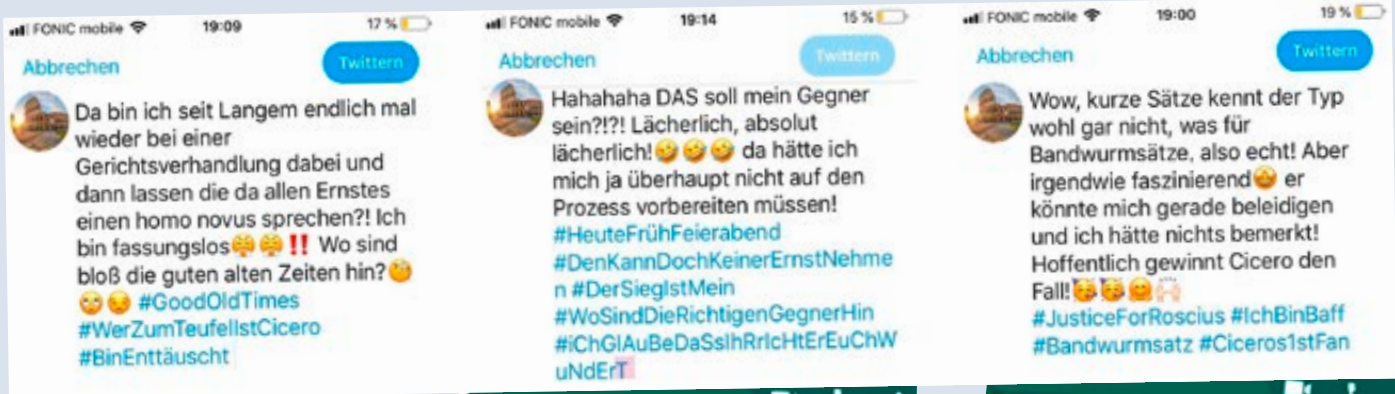 FONIC mobile 19:09 17 %
Abbrechen Twittern
Da bin ich seit Langem endlich mal
wieder bei einer
Gerichtsverhandlung dabei und
dann lassen die da allen Ernstes
einen homo novus sprechen?! Ich
bin fassungslos😤😤‼️ Wo sind
bloß die guten alten Zeiten hin?🧐
🙄😒 #GoodOldTimes
#WerZumTeufelIstCicero
#BinEnttäuscht
FONIC mobile 19:14 15 %
Abbrechen Twittern
Hahahaha DAS soll mein Gegner
sein?!?! Lächerlich, absolut
lächerlich!🤣🤣🤣 da hätte ich
mich ja überhaupt nicht auf den
Prozess vorbereiten müssen!
#HeuteFrühFeierabend
#DenKannDochKeinerErnstNehme
n #DerSiegIstMein
#WoSindDieRichtigenGegnerHin
#iChGlAuBeDaSsIhRrIcHtErEuChW
uNdErT
FONIC mobile 19:00 19 %
Abbrechen Twittern
Wow, kurze Sätze kennt der Typ
wohl gar nicht, was für
Bandwurmsätze, also echt! Aber
irgendwie faszinierend🤩 er
könnte mich gerade beleidigen
und ich hätte nichts bemerkt!
Hoffentlich gewinnt Cicero den
Fall!🥳🥳🤗🙌🏻
#JusticeForRoscius #IchBinBaff
#Bandwurmsatz #Ciceros1stFan